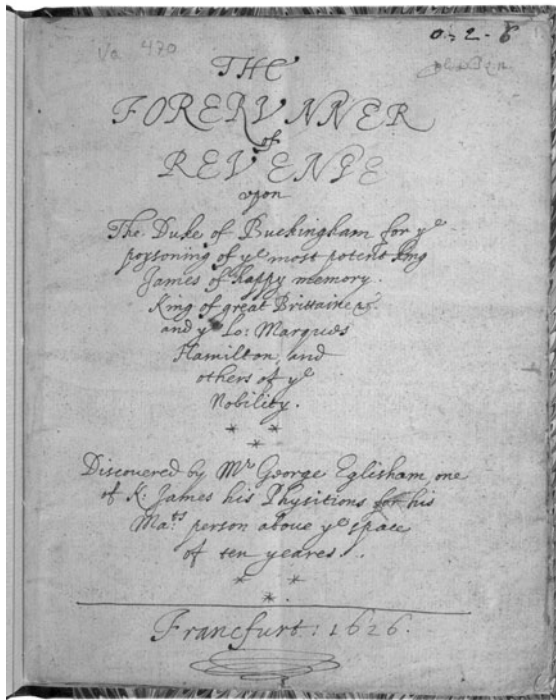 Va 470
0.. 2 - 6
THE
FORERVNNER
of
REVENGE
vpon
The Duke of Buckingham for ye
poysoning of ye most potent king
James of happy memory.
King of great Brittaine &.
and ye Lo: Marques
Hamilton, and
others of ye
Nobility.
* *
*
Discovered by Mr George Eglisham, one
of K: James his Physitions for his
Mats person aboue ye space
of ten yeares.
* *
*
Francfurt: 1626.